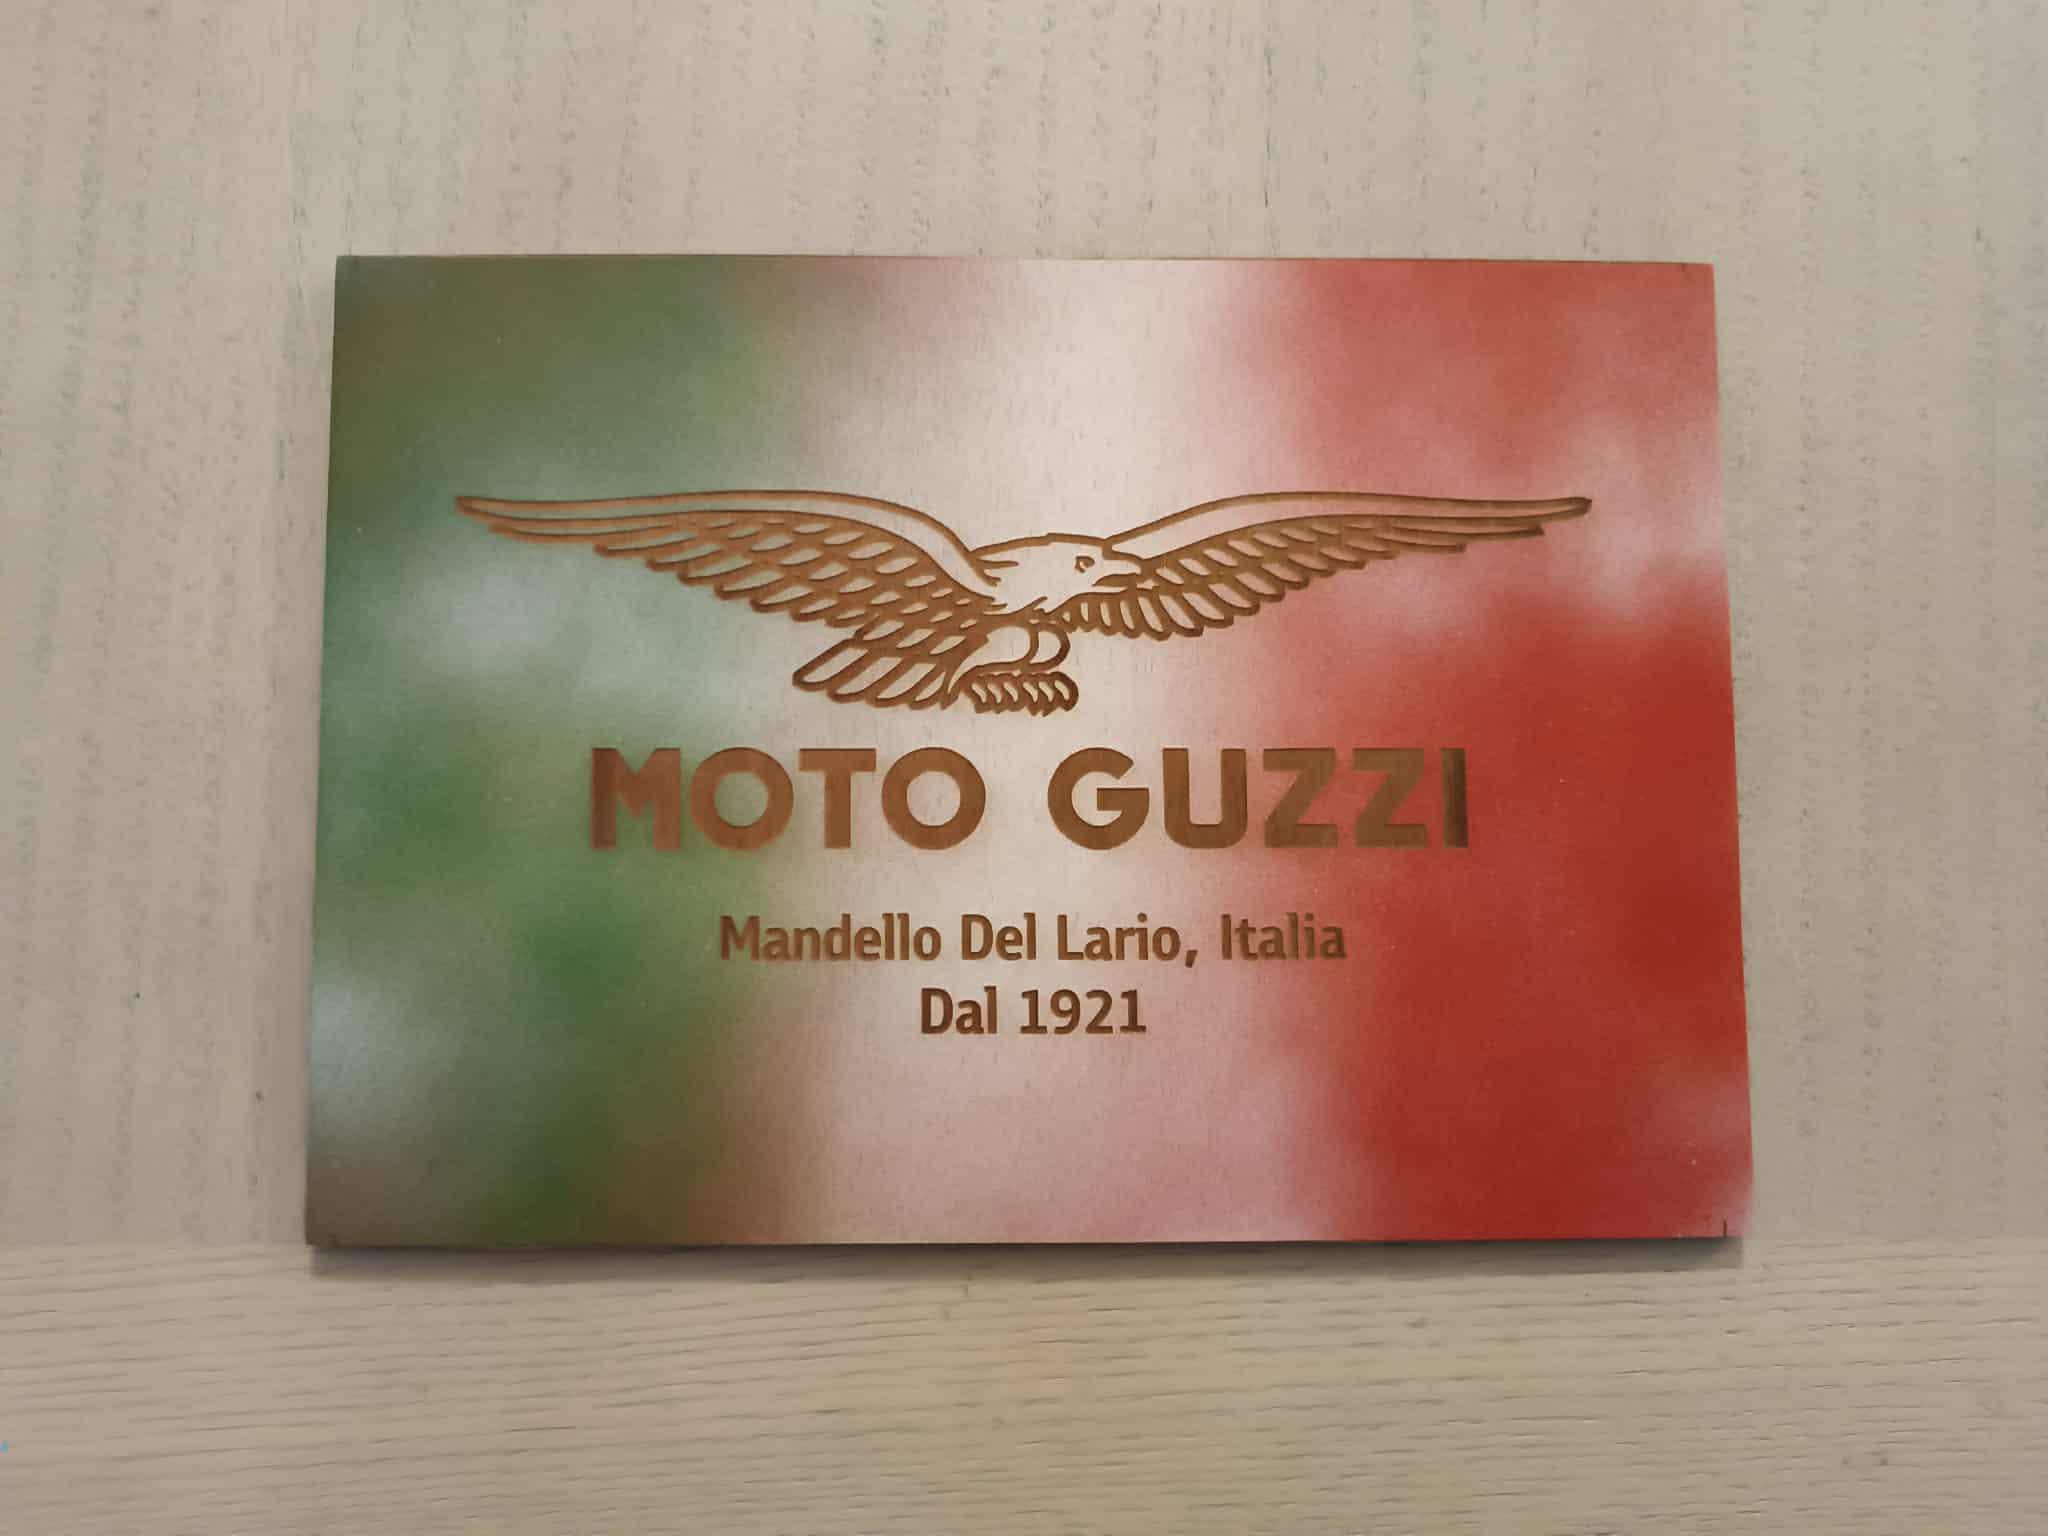 MOTO GUZZI
Mandello Del Lario, Italia
Dal 1921